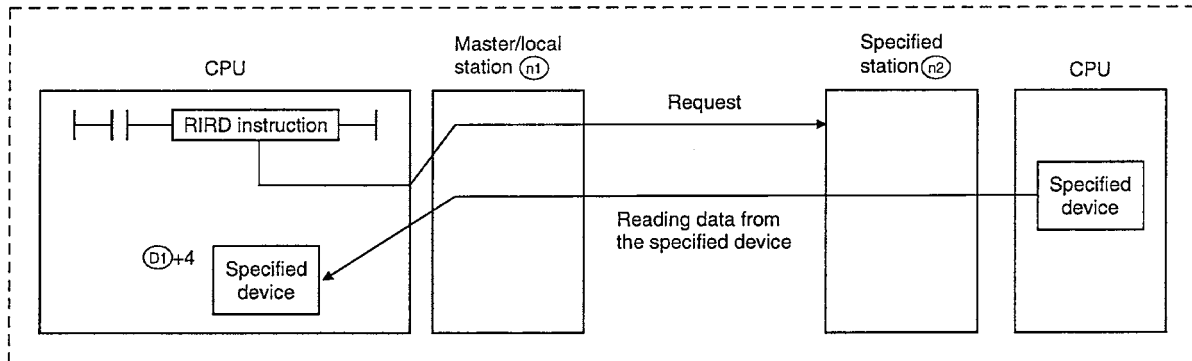 CPU
Master/local
station n1
Specified
station n2
CPU
RIRD instruction
Request
Specified
device
Reading data from
the specified device
D1+4
Specified
device